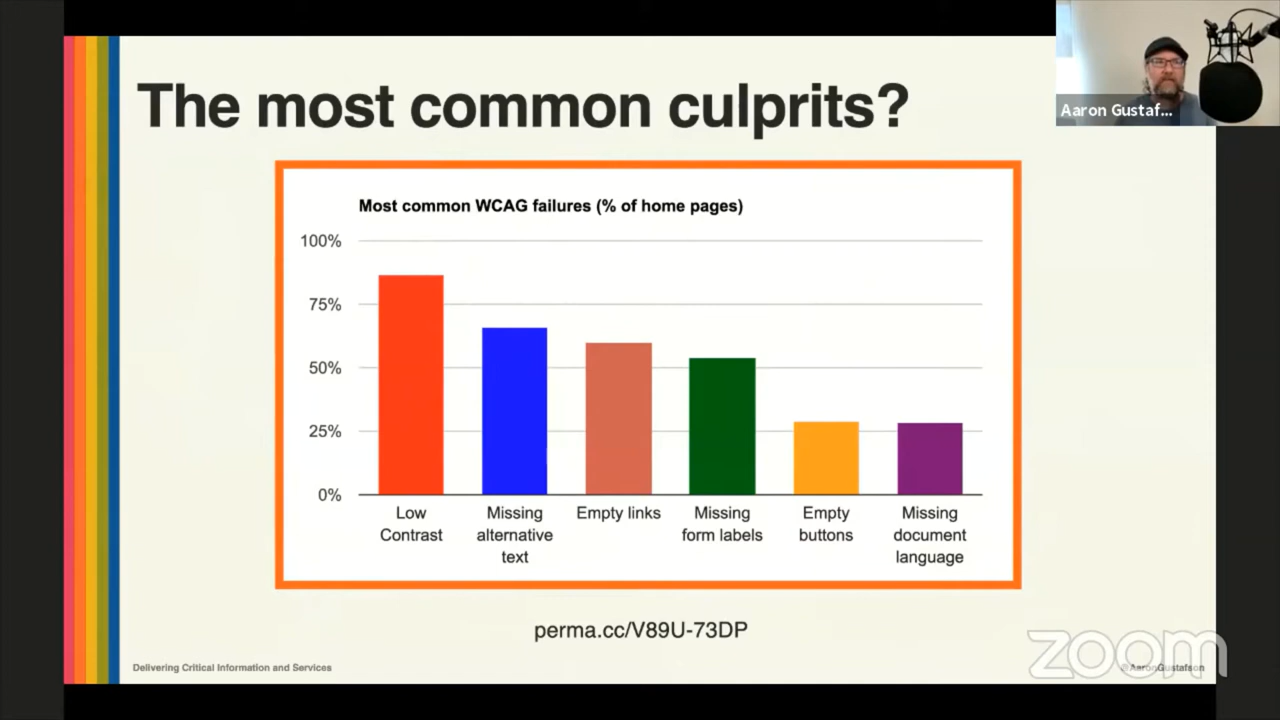 The most common culprits?
Aaron Gustaf...
Most common WCAG failures (% of home pages)
100%
75%
50%
25%
0%
Low
Contrast
Missing
alternative
text
Empty links
Missing
form labels
Empty
buttons
Missing
document
language
perma.cc/V89U-73DP
Delivering Critical Information and Services
@AaronGustafson
zoom